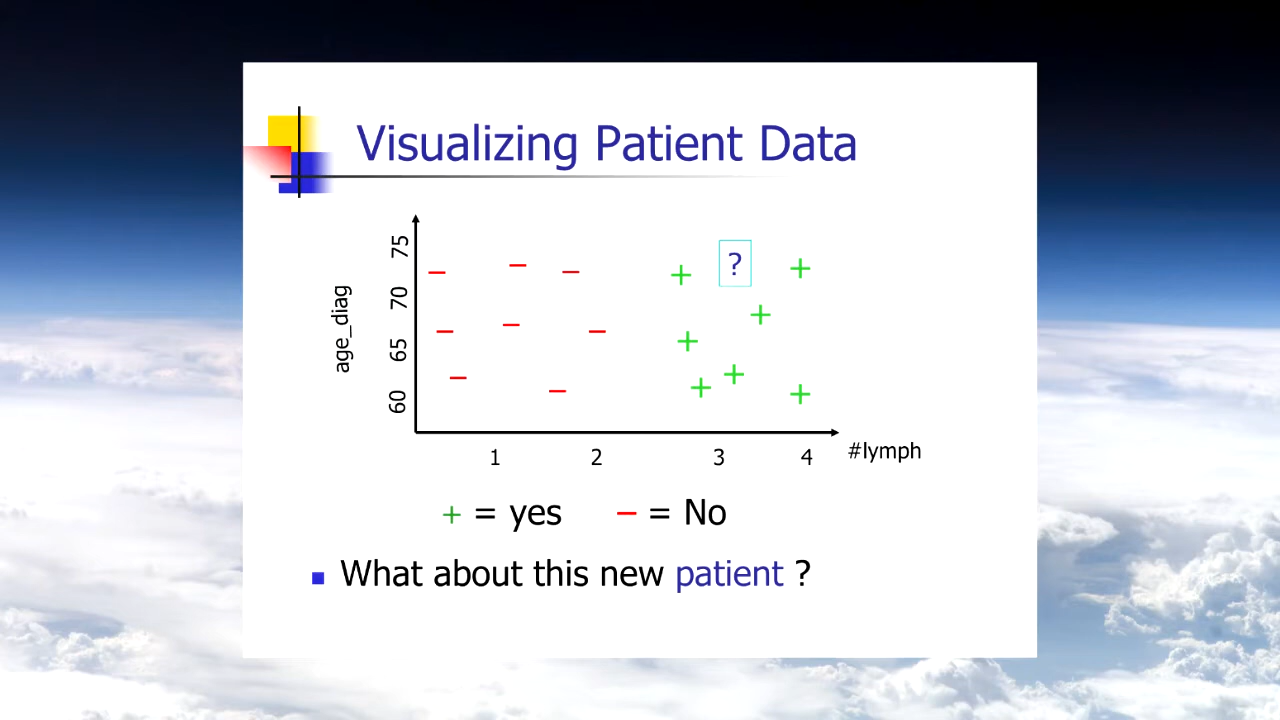 Visualizing Patient Data
75
70
65
60
age_diag
− − − + ? +
+
− − − +
− − + + +
1 2 3 4 #lymph
+ = yes − = No
What about this new patient ?